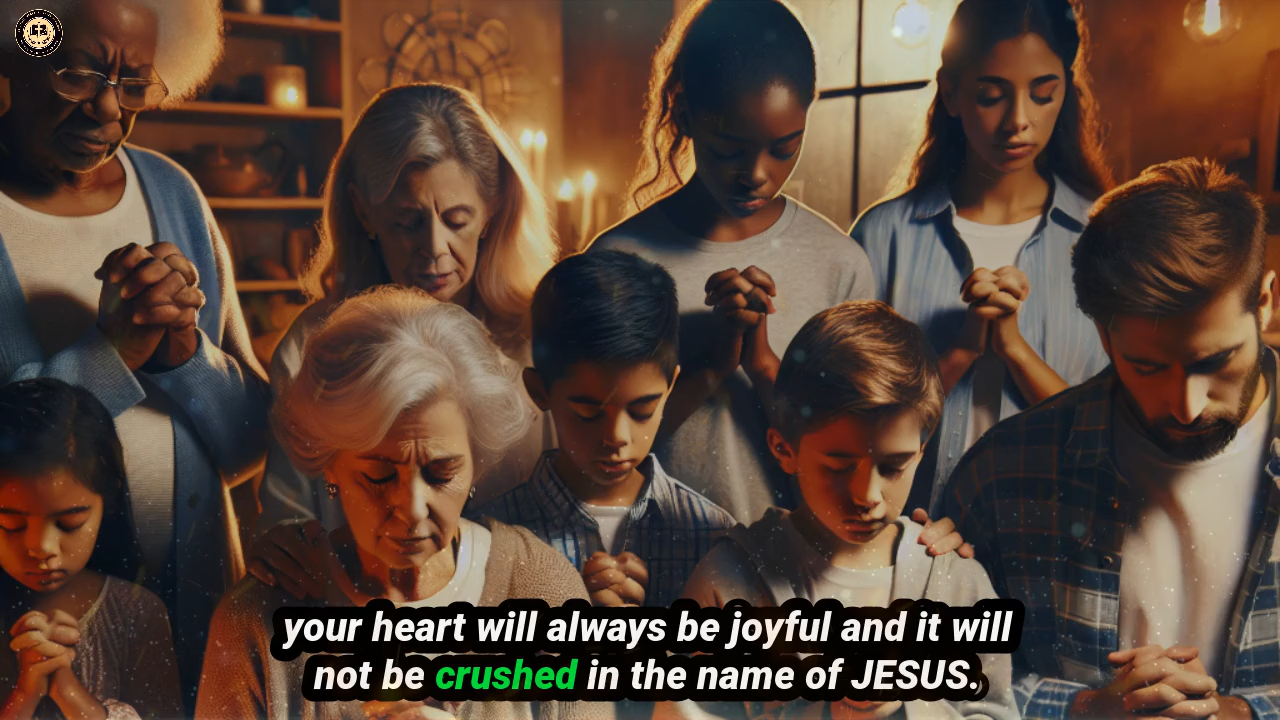 your heart will always be joyful and it will
not be crushed in the name of JESUS.